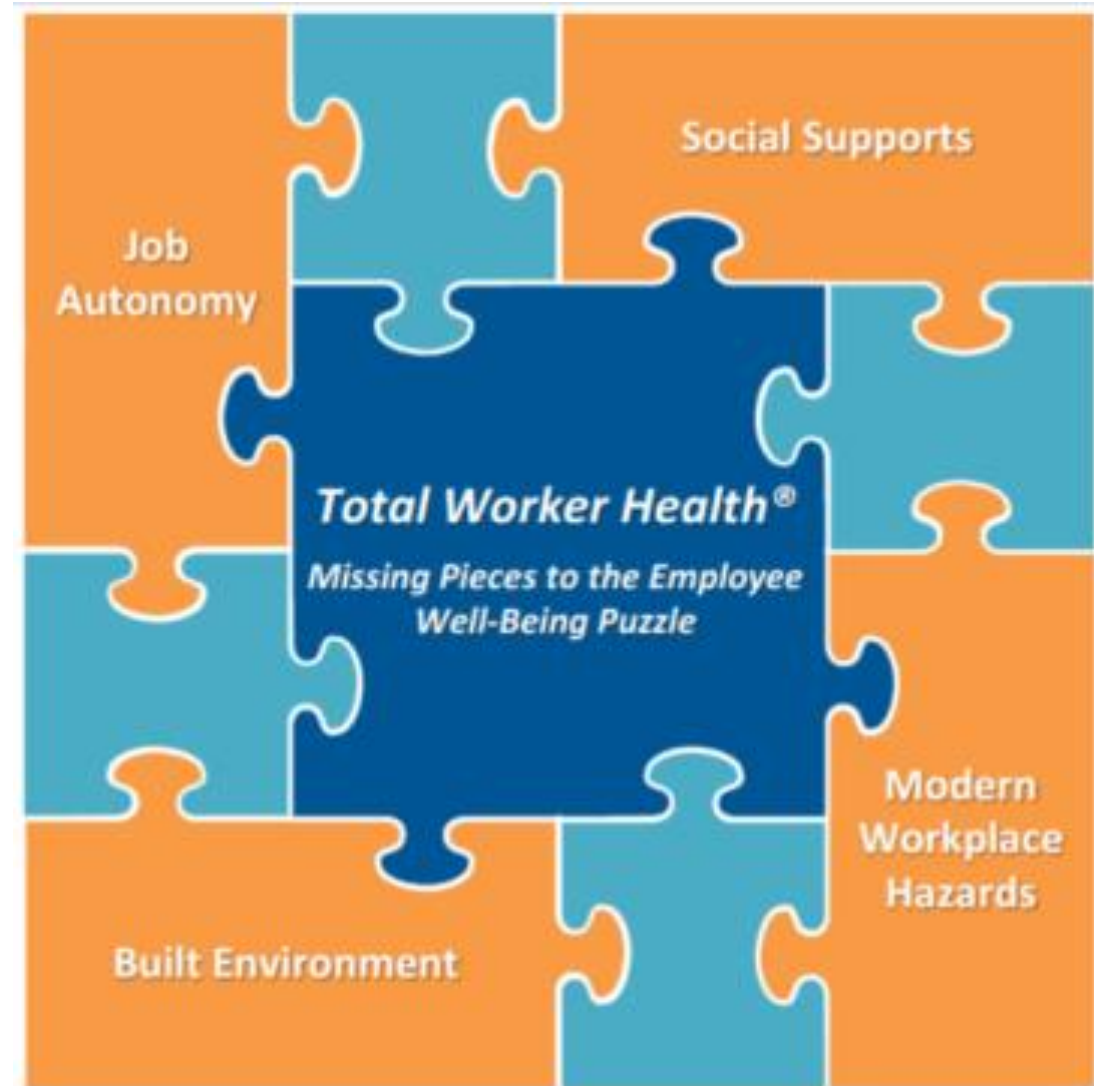 Social Supports
Job
Autonomy
Total Worker Health®
Missing Pieces to the Employee
Well-Being Puzzle
Modern
Workplace
Hazards
Built Environment